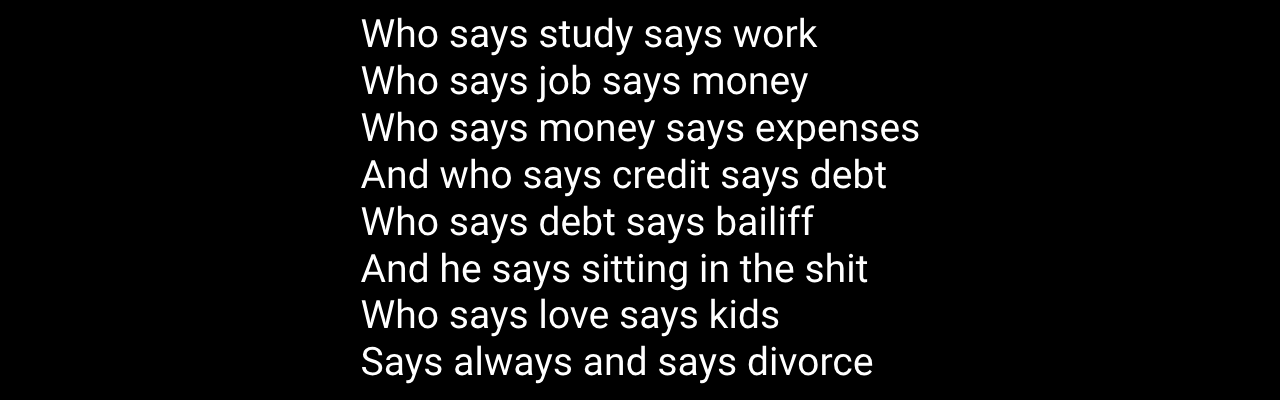 Who says study says work
Who says job says money
Who says money says expenses
And who says credit says debt
Who says debt says bailiff
And he says sitting in the shit
Who says love says kids
Says always and says divorce